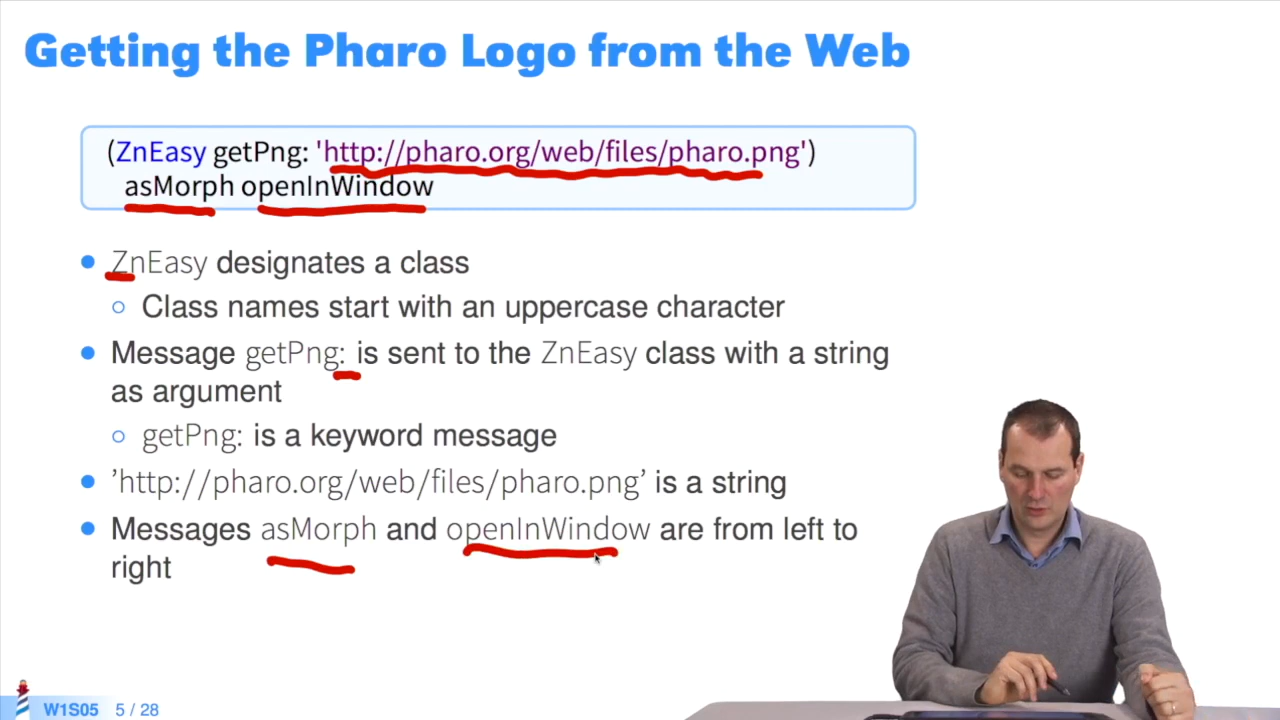 Getting the Pharo Logo from the Web
(ZnEasy getPng: 'http://pharo.org/web/files/pharo.png')
asMorph openInWindow
ZnEasy designates a class
Class names start with an uppercase character
Message getPng: is sent to the ZnEasy class with a string
as argument
getPng: is a keyword message
’http://pharo.org/web/files/pharo.png’ is a string
Messages asMorph and openInWindow are from left to
right
W1S05 5 / 28